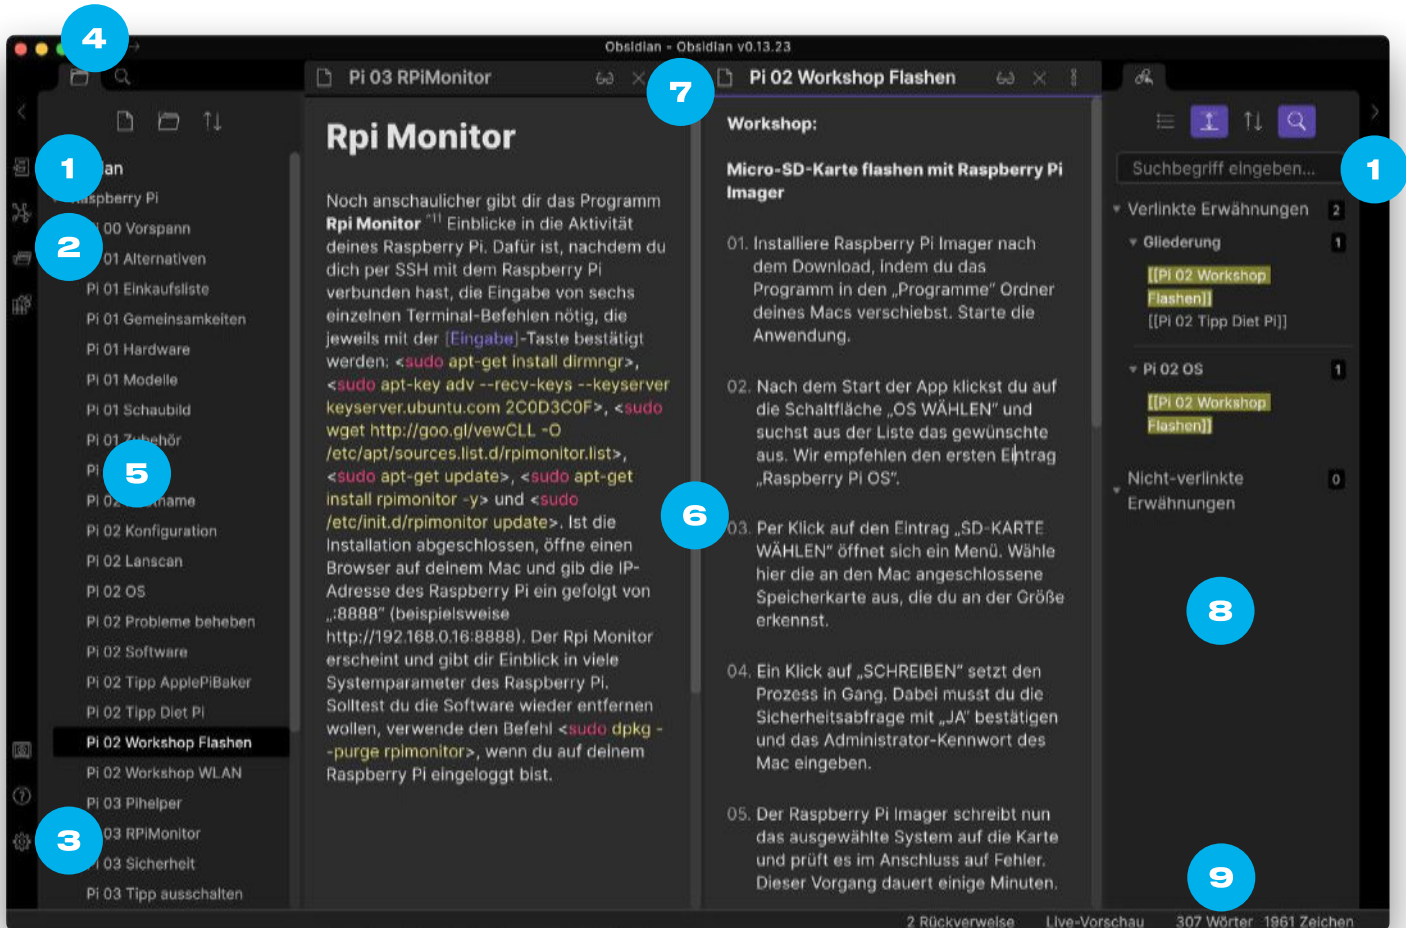 4
Obsidian - Obsidian v0.13.23
Pi 03 RPiMonitor
7
Pi 02 Workshop Flashen
1
lan
spberry Pi
00 Vorspann
2
01 Alternativen
Pi 01 Einkaufsliste
Pi 01 Gemeinsamkeiten
Pi 01 Hardware
Pi 01 Modelle
Pi 01 Schaubild
Pi 01 Zubehör
5
Pi 02 Konfiguration
Pi 02 Lanscan
Pi 02 OS
Pi 02 Probleme beheben
Pi 02 Software
Pi 02 Tipp ApplePiBaker
Pi 02 Tipp Diet Pi
Pi 02 Workshop Flashen
Pi 02 Workshop WLAN
Pi 03 Pihelper
3
03 RPiMonitor
03 Sicherheit
Pi 03 Tipp ausschalten
Rpi Monitor
Noch anschaulicher gibt dir das Programm
Rpi Monitor ^11 Einblicke in die Aktivität
deines Raspberry Pi. Dafür ist, nachdem du
dich per SSH mit dem Raspberry Pi
verbunden hast, die Eingabe von sechs
einzelnen Terminal-Befehlen nötig, die
jeweils mit der [Eingabe]-Taste bestätigt
werden: <sudo apt-get install dirmngr>,
<sudo apt-key adv --recv-keys --keyserver
keyserver.ubuntu.com 2C0D3C0F>, <sudo
wget http://goo.gl/vewCLL -O
/etc/apt/sources.list.d/rpimonitor.list>,
<sudo apt-get update>, <sudo apt-get
install rpimonitor -y> und <sudo
/etc/init.d/rpimonitor update>. Ist die
Installation abgeschlossen, öffne einen
Browser auf deinem Mac und gib die IP-
Adresse des Raspberry Pi ein gefolgt von
„:8888" (beispielsweise
http://192.168.0.16:8888). Der Rpi Monitor
erscheint und gibt dir Einblick in viele
Systemparameter des Raspberry Pi.
Solltest du die Software wieder entfernen
wollen, verwende den Befehl <sudo dpkg -
-purge rpimonitor>, wenn du auf deinem
Raspberry Pi eingeloggt bist.
6
Workshop:
Micro-SD-Karte flashen mit Raspberry Pi
Imager
01. Installiere Raspberry Pi Imager nach
dem Download, indem du das
Programm in den „Programme" Ordner
deines Macs verschiebst. Starte die
Anwendung.
02. Nach dem Start der App klickst du auf
die Schaltfläche „OS WÄHLEN" und
suchst aus der Liste das gewünschte
aus. Wir empfehlen den ersten Eintrag
„Raspberry Pi OS".
03. Per Klick auf den Eintrag „SD-KARTE
WÄHLEN" öffnet sich ein Menü. Wähle
hier die an den Mac angeschlossene
Speicherkarte aus, die du an der Größe
erkennst.
04. Ein Klick auf „SCHREIBEN" setzt den
Prozess in Gang. Dabei musst du die
Sicherheitsabfrage mit „JA" bestätigen
und das Administrator-Kennwort des
Mac eingeben.
05. Der Raspberry Pi Imager schreibt nun
das ausgewählte System auf die Karte
und prüft es im Anschluss auf Fehler.
Dieser Vorgang dauert einige Minuten.
Suchbegriff eingeben...
1
Verlinkte Erwähnungen 2
Gliederung 1
[[Pi 02 Workshop
Flashen]]
[[Pi 02 Tipp Diet Pi]]
Pi 02 OS 1
[[Pi 02 Workshop
Flashen]]
Nicht-verlinkte 0
Erwähnungen
8
9
2 Rückverweise Live-Vorschau 307 Wörter 1961 Zeichen